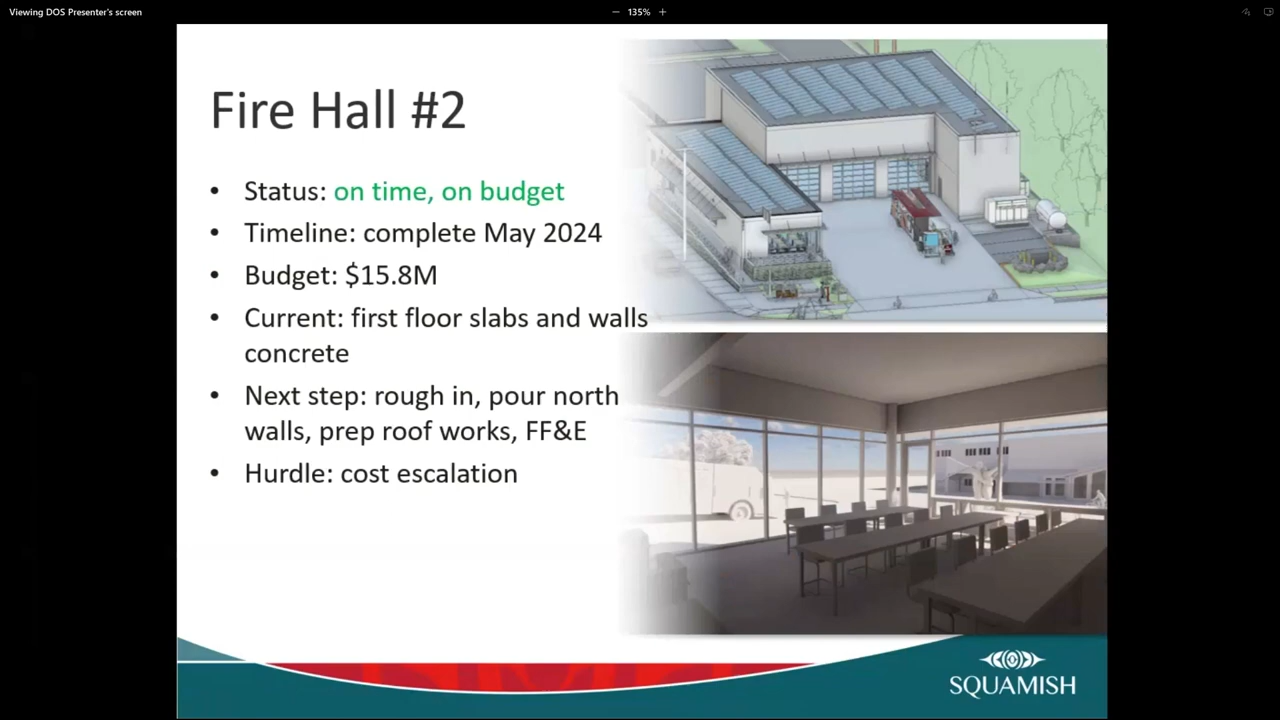 Viewing DOS Presenter's screen
− 135% +
Fire Hall #2
• Status: on time, on budget
• Timeline: complete May 2024
• Budget: $15.8M
• Current: first floor slabs and walls
concrete
• Next step: rough in, pour north
walls, prep roof works, FF&E
• Hurdle: cost escalation
SQUAMISH